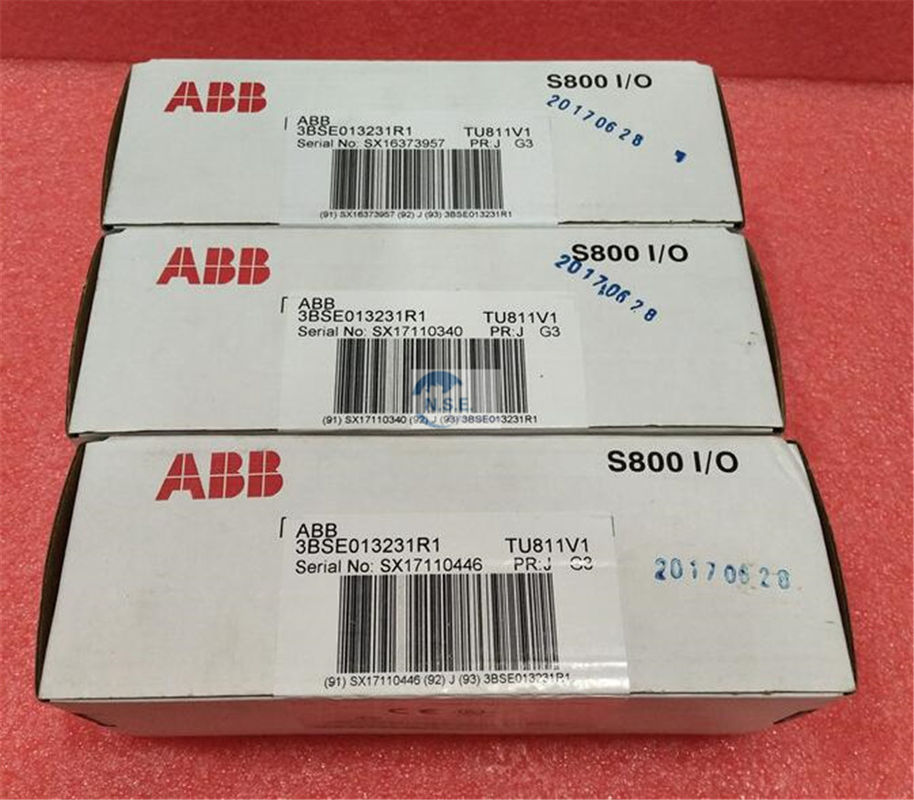 ABB
S800 I/O
20170628
ABB
3BSE013231R1 TU811V1
Serial No: SX16373957 PR:J G3
(91) SX16373957 (92) J (93) 3BSE013231R1
ABB
S800 I/O
20170628
ABB
3BSE013231R1 TU811V1
Serial No: SX17110340 PR:J G3
N.S.E
(91) SX17110340 (92) J (93) 3BSE013231R1
ABB
S800 I/O
ABB
3BSE013231R1 TU811V1
Serial No: SX17110446 PR:J G3
20170628
(91) SX17110446 (92) J (93) 3BSE013231R1
CE